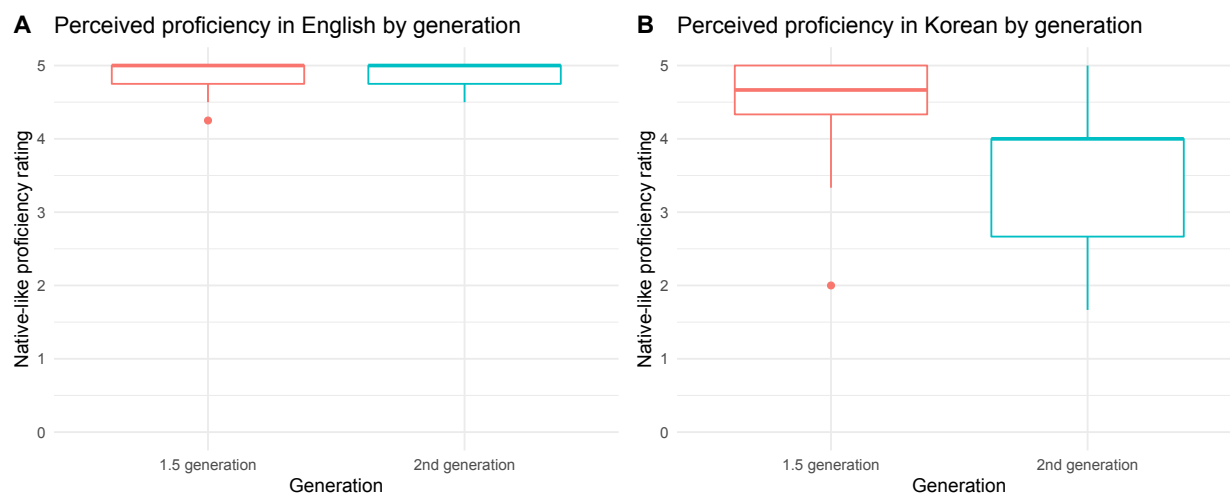 A Perceived proficiency in English by generation
Native-like proficiency rating
5
4
3
2
1
0
1.5 generation 2nd generation
Generation
B Perceived proficiency in Korean by generation
Native-like proficiency rating
5
4
3
2
1
0
1.5 generation 2nd generation
Generation